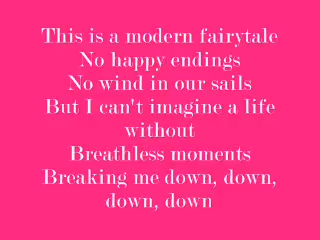 This is a modern fairytale
No happy endings
No wind in our sails
But I can't imagine a life
without
Breathless moments
Breaking me down, down,
down, down